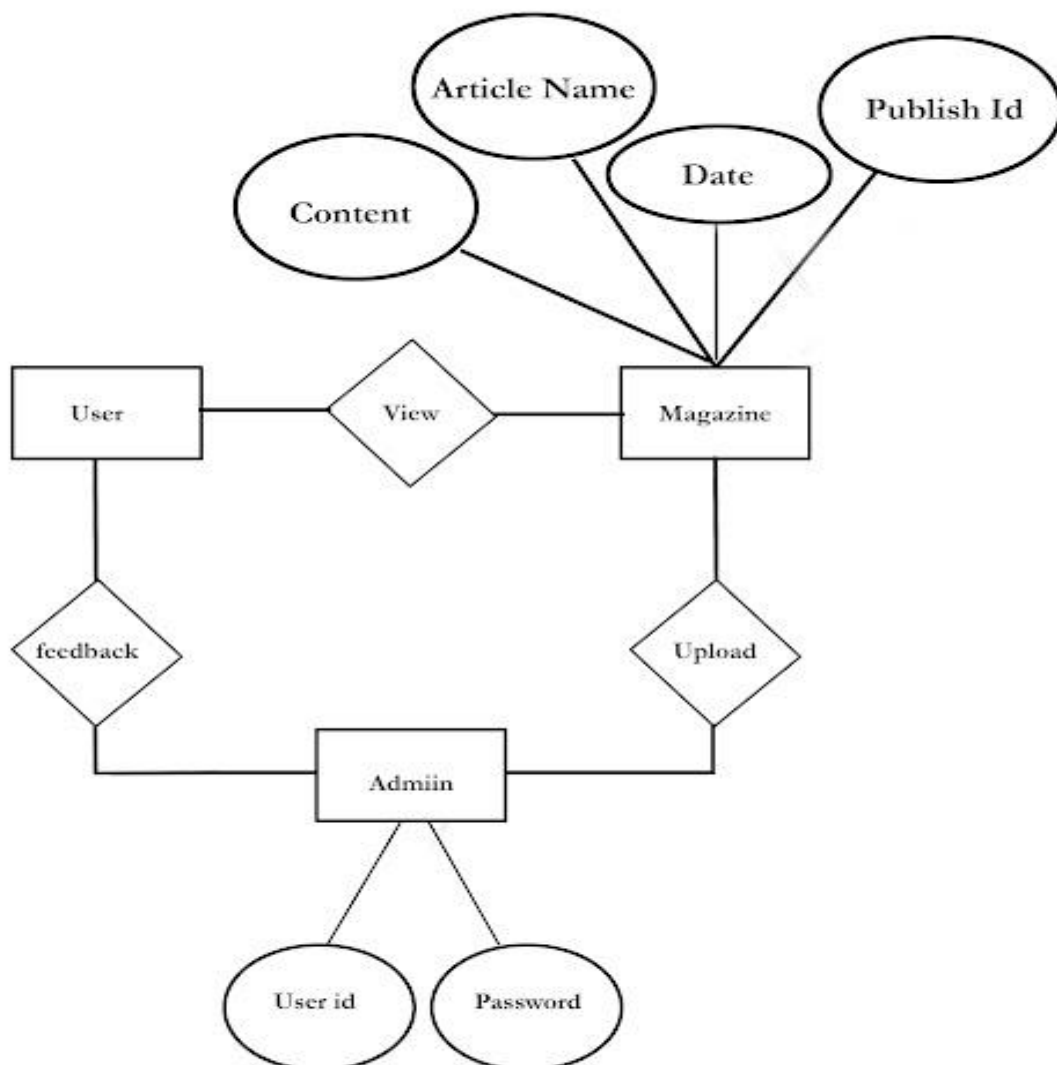 Article Name
Publish Id
Date
Content
User
View
Magazine
feedback
Upload
Admiin
User id
Password